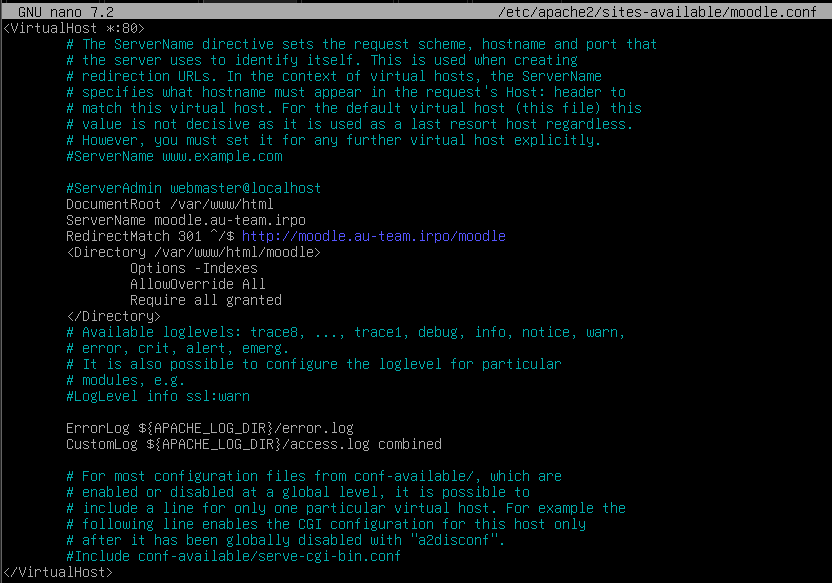 GNU nano 7.2 /etc/apache2/sites-available/moodle.conf
<VirtualHost *:80>
# The ServerName directive sets the request scheme, hostname and port that
# the server uses to identify itself. This is used when creating
# redirection URLs. In the context of virtual hosts, the ServerName
# specifies what hostname must appear in the request's Host: header to
# match this virtual host. For the default virtual host (this file) this
# value is not decisive as it is used as a last resort host regardless.
# However, you must set it for any further virtual host explicitly.
#ServerName www.example.com
#ServerAdmin webmaster@localhost
DocumentRoot /var/www/html
ServerName moodle.au-team.irpo
RedirectMatch 301 ^/$ http://moodle.au-team.irpo/moodle
<Directory /var/www/html/moodle>
Options -Indexes
AllowOverride All
Require all granted
</Directory>
# Available loglevels: trace8, ..., trace1, debug, info, notice, warn,
# error, crit, alert, emerg.
# It is also possible to configure the loglevel for particular
# modules, e.g.
#LogLevel info ssl:warn
ErrorLog ${APACHE_LOG_DIR}/error.log
CustomLog ${APACHE_LOG_DIR}/access.log combined
# For most configuration files from conf-available/, which are
# enabled or disabled at a global level, it is possible to
# include a line for only one particular virtual host. For example the
# following line enables the CGI configuration for this host only
# after it has been globally disabled with "a2disconf".
#Include conf-available/serve-cgi-bin.conf
</VirtualHost>